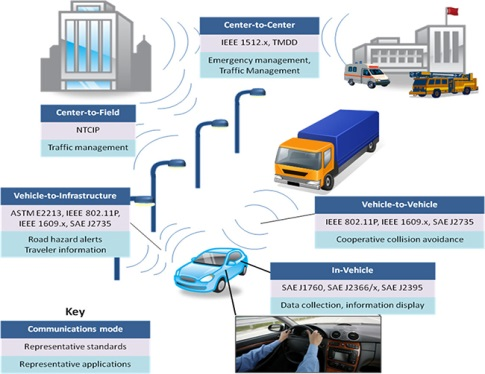 Center-to-Center
IEEE 1512.x, TMDD
Emergency management,
Traffic Management
Center-to-Field
NTCIP
Traffic management
Vehicle-to-Infrastructure
ASTM E2213, IEEE 802.11P,
IEEE 1609.x, SAE J2735
Road hazard alerts
Traveler information
Vehicle-to-Vehicle
IEEE 802.11P, IEEE 1609.x, SAE J2735
Cooperative collision avoidance
In-Vehicle
SAE J1760, SAE J2366/x, SAE J2395
Data collection, information display
Key
Communications mode
Representative standards
Representative applications